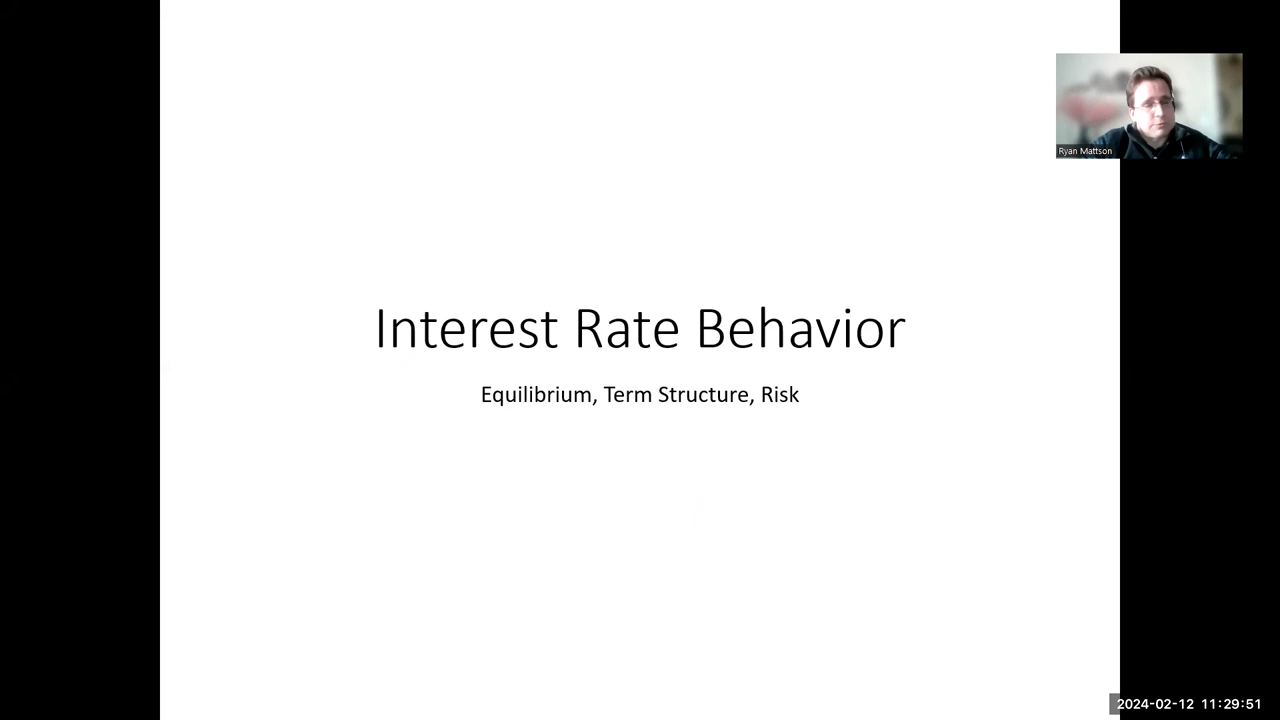 Ryan Mattson
Interest Rate Behavior
Equilibrium, Term Structure, Risk
2024-02-12 11:29:51